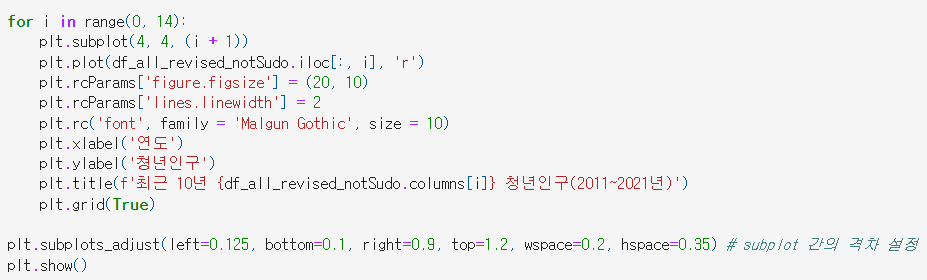 for i in range(0, 14):
    plt.subplot(4, 4, (i + 1))
    plt.plot(df_all_revised_notSudo.iloc[:, i], 'r')
    plt.rcParams['figure.figsize'] = (20, 10)
    plt.rcParams['lines.linewidth'] = 2
    plt.rc('font', family = 'Malgun Gothic', size = 10)
    plt.xlabel('연도')
    plt.ylabel('청년인구')
    plt.title(f'최근 10년 {df_all_revised_notSudo.columns[i]} 청년인구(2011~2021년)')
    plt.grid(True)

plt.subplots_adjust(left=0.125, bottom=0.1, right=0.9, top=1.2, wspace=0.2, hspace=0.35) # subplot 간의 격차 설정
plt.show()